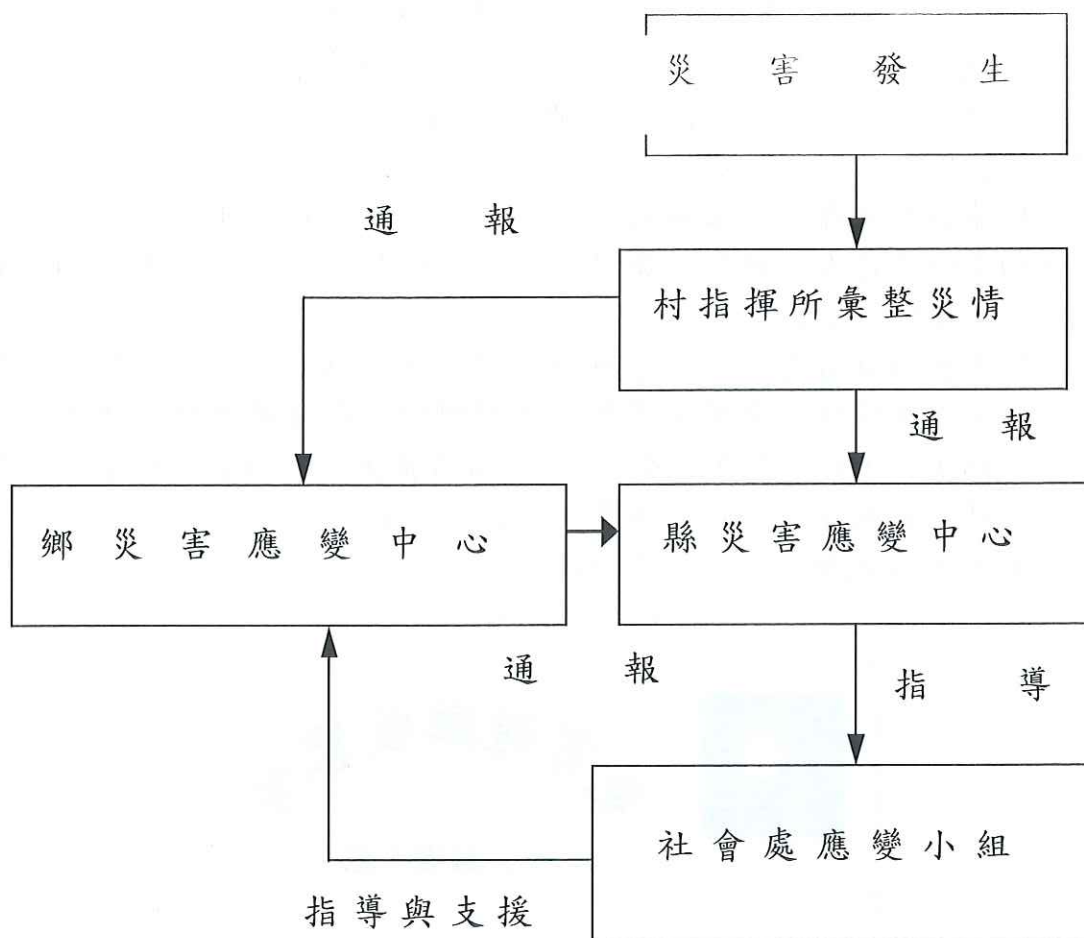 災害發生
通報
村指揮所彙整災情
通報
鄉災害應變中心
縣災害應變中心
通報
指導
社會處應變小組
指導與支援